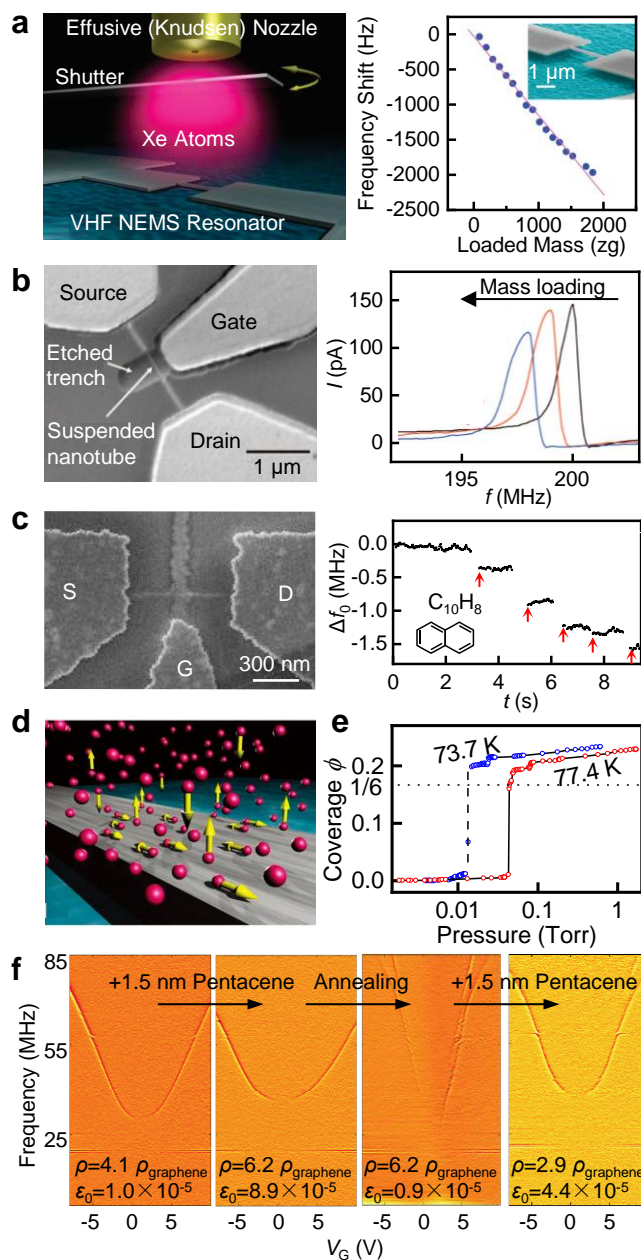 a
Effusive (Knudsen) Nozzle
Shutter
Xe Atoms
VHF NEMS Resonator
Frequency Shift (Hz)
0
-500
-1000
-1500
-2000
-2500
1 μm
0
1000
2000
Loaded Mass (zg)
b
Source
Gate
Etched
trench
Suspended
nanotube
Drain
1 μm
I (pA)
150
100
50
0
Mass loading
195
200
f (MHz)
c
S
D
G
300 nm
Δf₀ (MHz)
0.0
-0.5
-1.0
-1.5
C₁₀H₈
0 2 4 6 8
t (s)
d
e
Coverage ϕ
0.2
1/6
0.1
0.0
73.7 K
77.4 K
0.01 0.1 1
Pressure (Torr)
f
Frequency (MHz)
85
55
25
+1.5 nm Pentacene
Annealing
+1.5 nm Pentacene
ρ=4.1 ρgraphene
ε₀=1.0×10⁻⁵
ρ=6.2 ρgraphene
ε₀=8.9×10⁻⁵
ρ=6.2 ρgraphene
ε₀=0.9×10⁻⁵
ρ=2.9 ρgraphene
ε₀=4.4×10⁻⁵
-5 0 5
-5 0 5
-5 0 5
-5 0 5
VG (V)